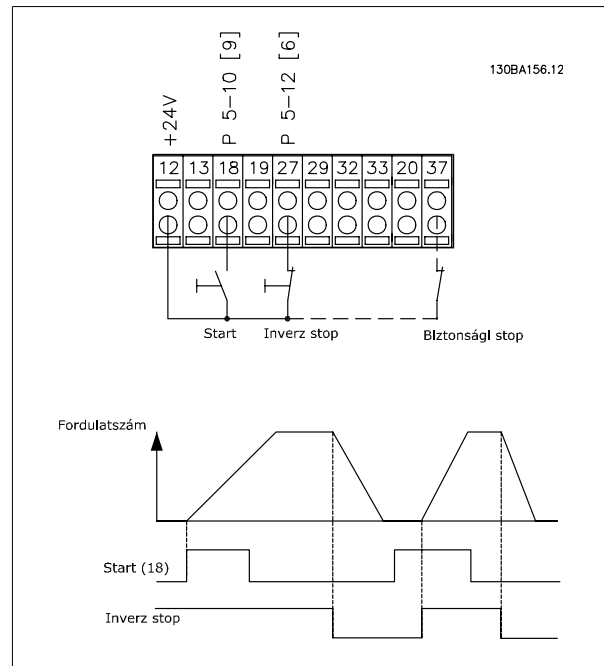 130BA156.12
+24V
P 5-10 [9]
P 5-12 [6]
12 13 18 19 27 29 32 33 20 37
Start Inverz stop Biztonsági stop
Fordulatszám
Start (18)
Inverz stop